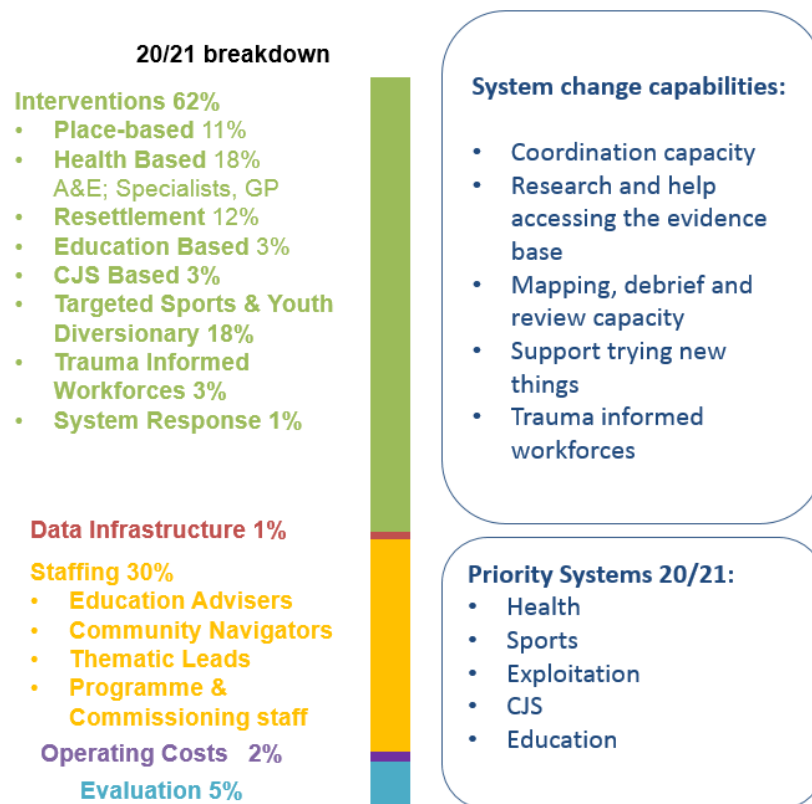 20/21 breakdown
Interventions 62%
• Place-based 11%
• Health Based 18%
A&E; Specialists, GP
• Resettlement 12%
• Education Based 3%
• CJS Based 3%
• Targeted Sports & Youth
Diversionary 18%
• Trauma Informed
Workforces 3%
• System Response 1%
Data Infrastructure 1%
Staffing 30%
• Education Advisers
• Community Navigators
• Thematic Leads
• Programme &
Commissioning staff
Operating Costs 2%
Evaluation 5%
System change capabilities:
• Coordination capacity
• Research and help
accessing the evidence
base
• Mapping, debrief and
review capacity
• Support trying new
things
• Trauma informed
workforces
Priority Systems 20/21:
• Health
• Sports
• Exploitation
• CJS
• Education